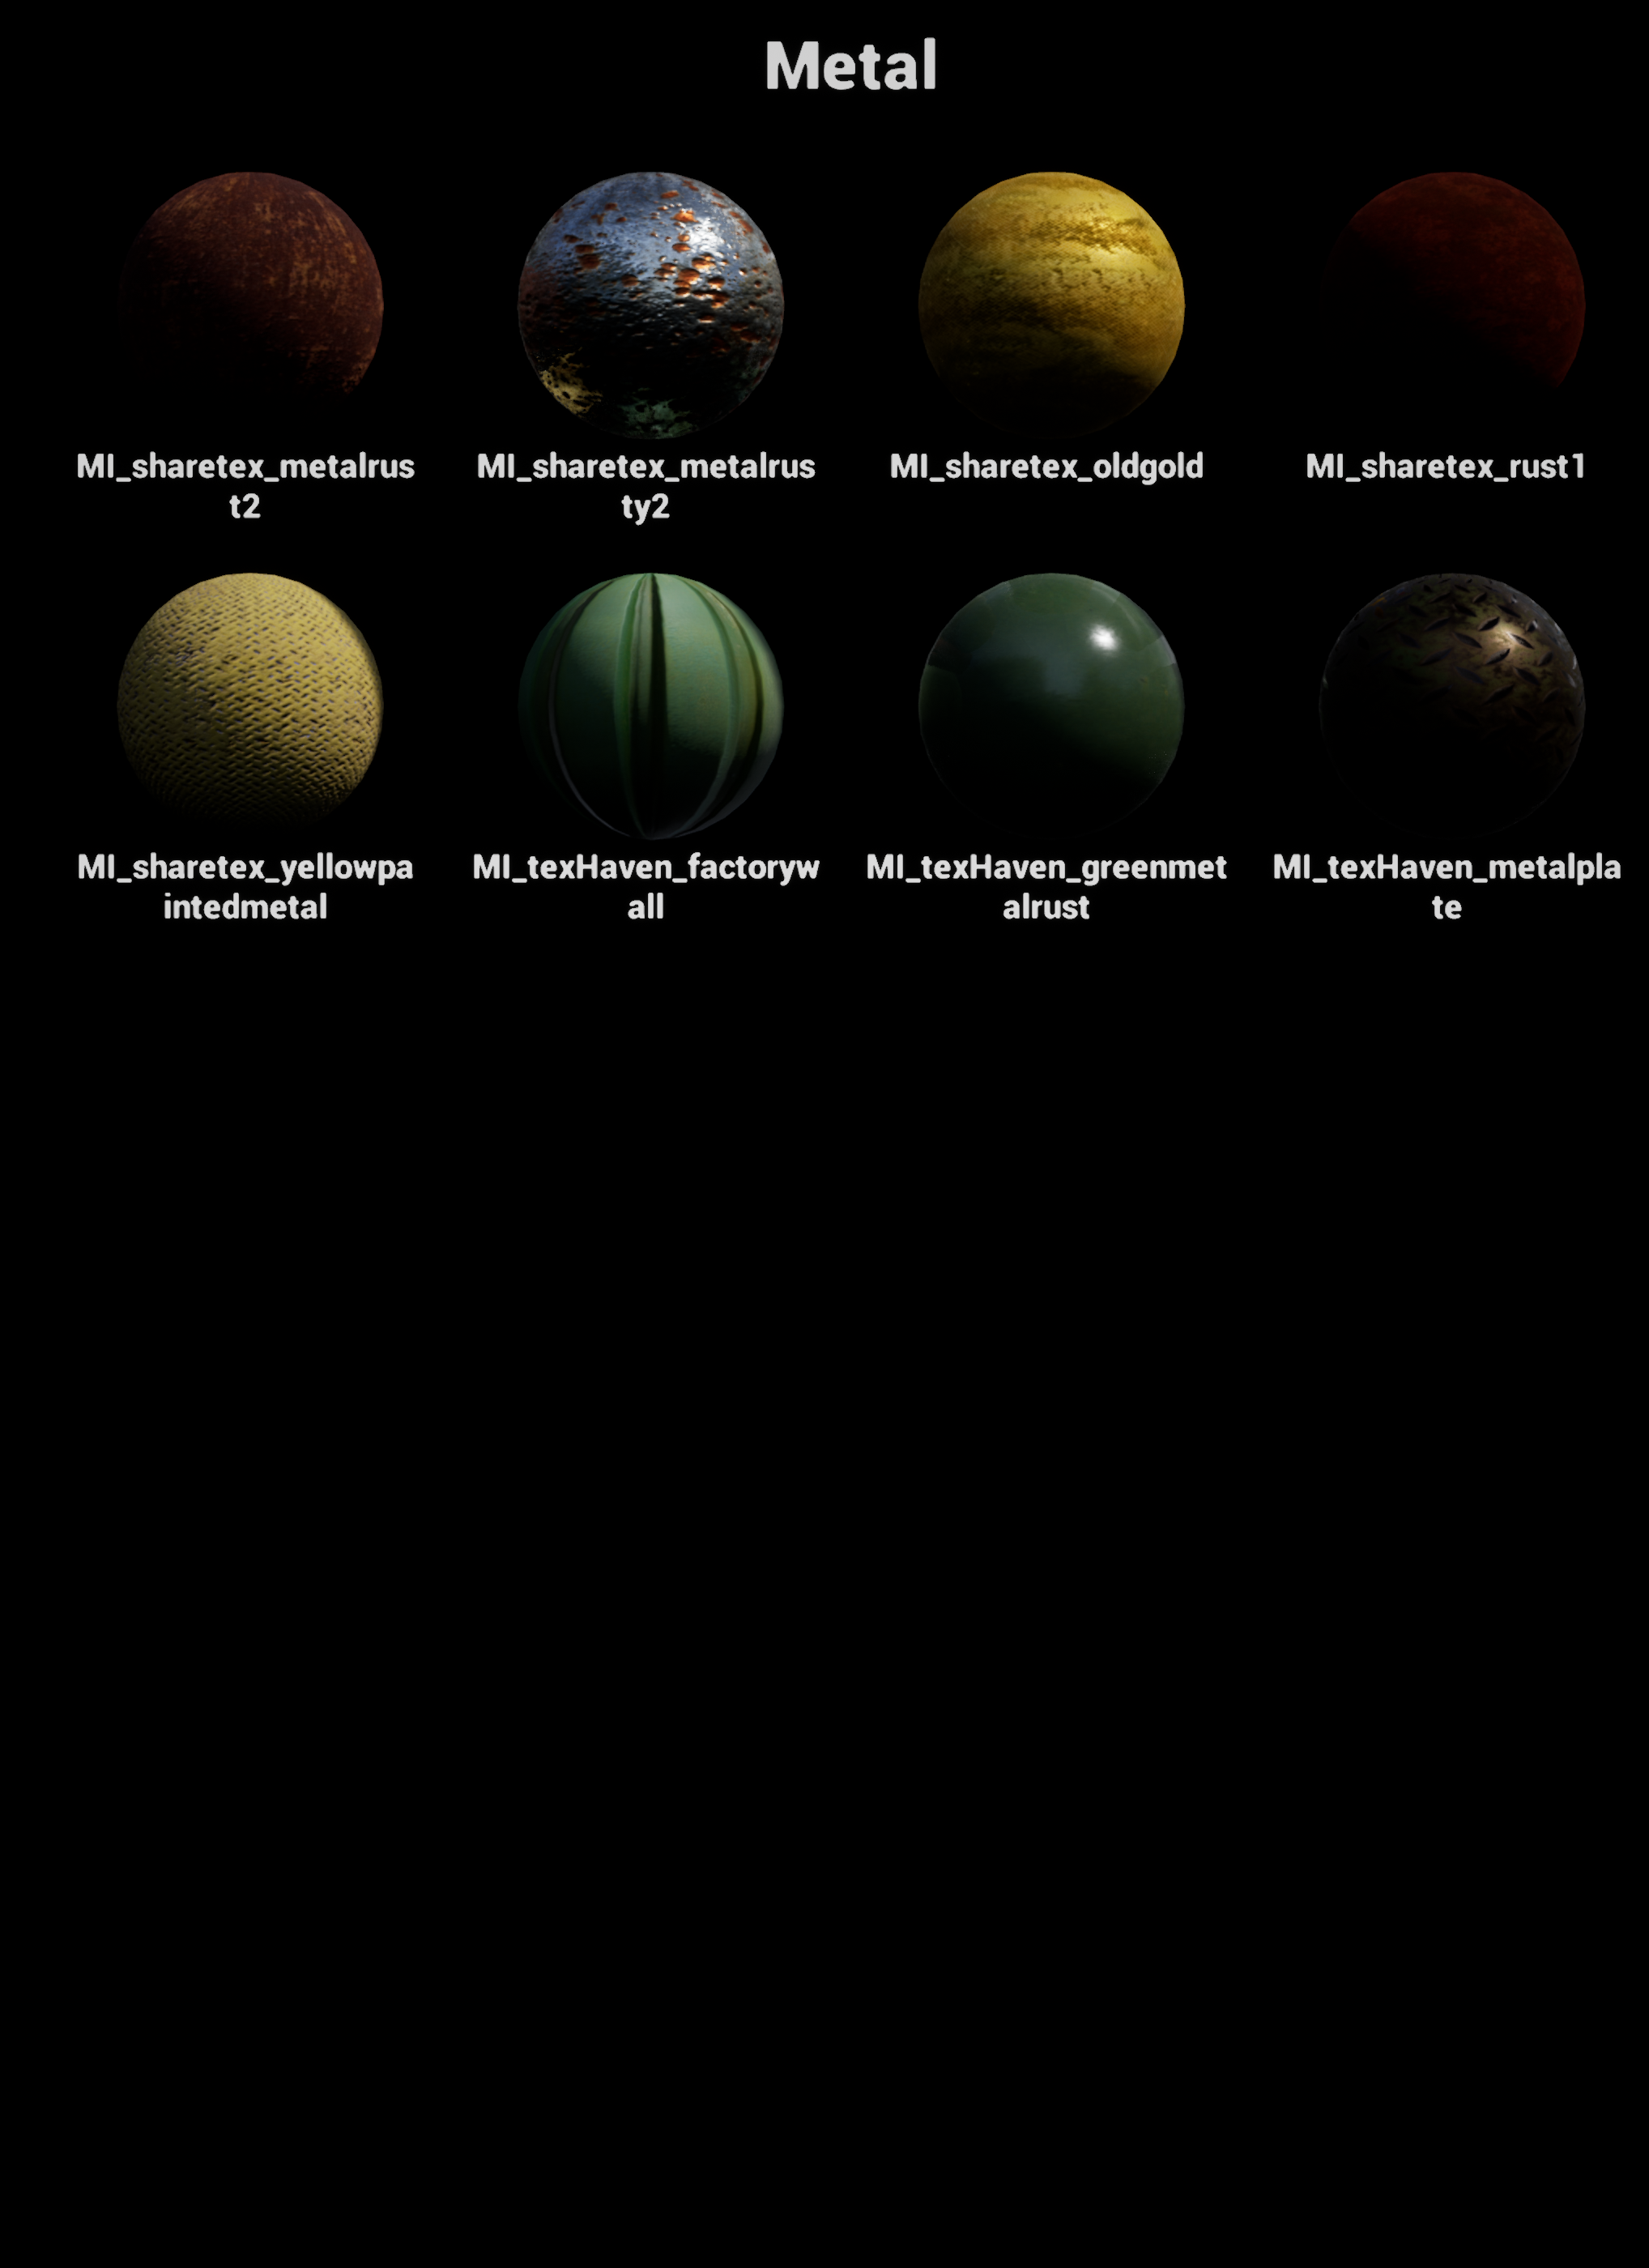 Metal
MI_sharetex_metalrus
t2
MI_sharetex_metalrus
ty2
MI_sharetex_oldgold
MI_sharetex_rust1
MI_sharetex_yellowpa
intedmetal
MI_texHaven_factoryw
all
MI_texHaven_greenmet
alrust
MI_texHaven_metalpla
te